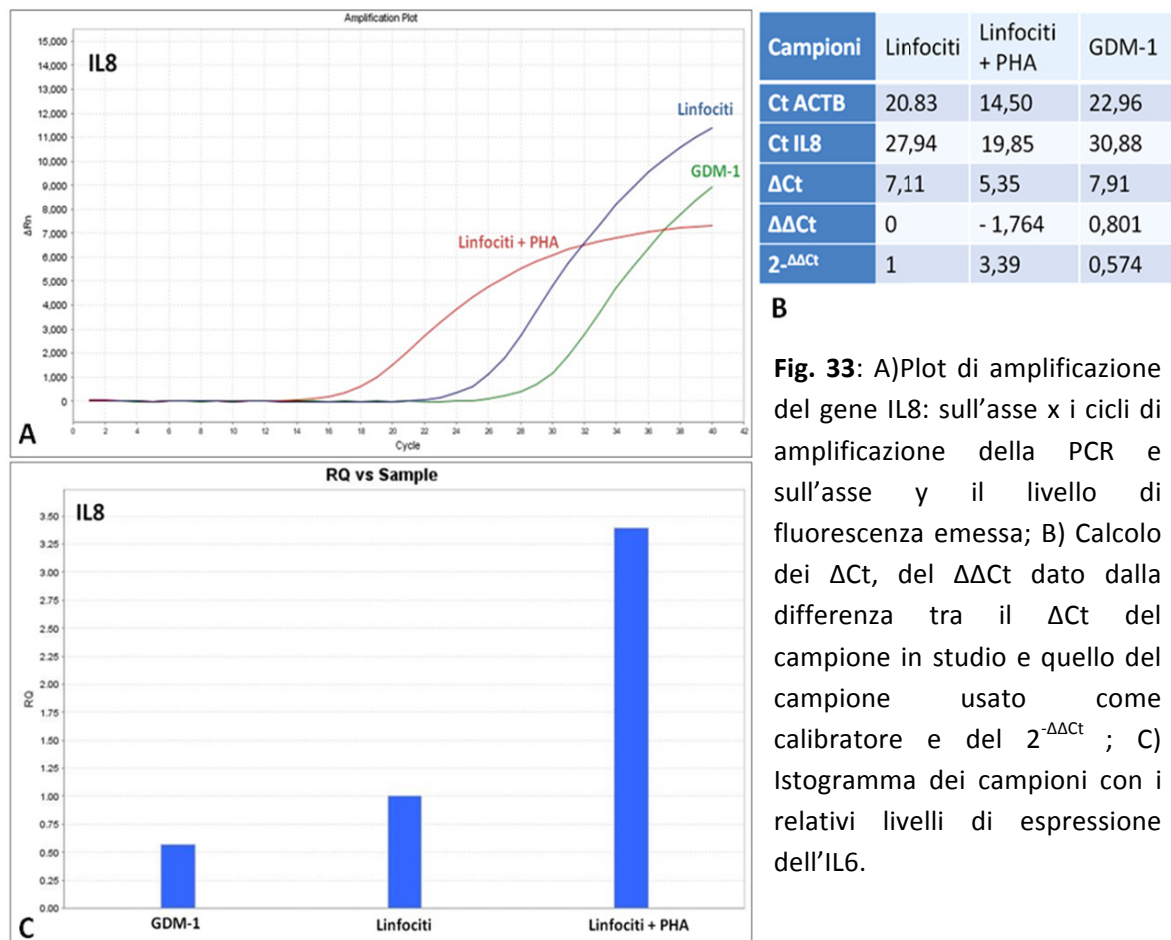 Amplification Plot
15,000
14,000
13,000
12,000
11,000
10,000
9,000
8,000
7,000
6,000
5,000
4,000
3,000
2,000
1,000
0
ΔRn
IL8
Linfociti
GDM-1
Linfociti + PHA
0 2 4 6 8 10 12 14 16 18 20 22 24 26 28 30 32 34 36 38 40 42
Cycle
A
Campioni Linfociti Linfociti + PHA GDM-1
Ct ACTB 20.83 14,50 22,96
Ct IL8 27,94 19,85 30,88
ΔCt 7,11 5,35 7,91
ΔΔCt 0 - 1,764 0,801
2-ΔΔCt 1 3,39 0,574
B
RQ vs Sample
IL8
3.50
3.25
3.00
2.75
2.50
2.25
2.00
1.75
1.50
1.25
1.00
0.75
0.50
0.25
0.00
RQ
GDM-1 Linfociti Linfociti + PHA
C
Fig. 33: A)Plot di amplificazione
del gene IL8: sull'asse x i cicli di
amplificazione della PCR e
sull'asse y il livello di
fluorescenza emessa; B) Calcolo
dei ΔCt, del ΔΔCt dato dalla
differenza tra il ΔCt del
campione in studio e quello del
campione usato come
calibratore e del 2-ΔΔCt ; C)
Istogramma dei campioni con i
relativi livelli di espressione
dell'IL6.